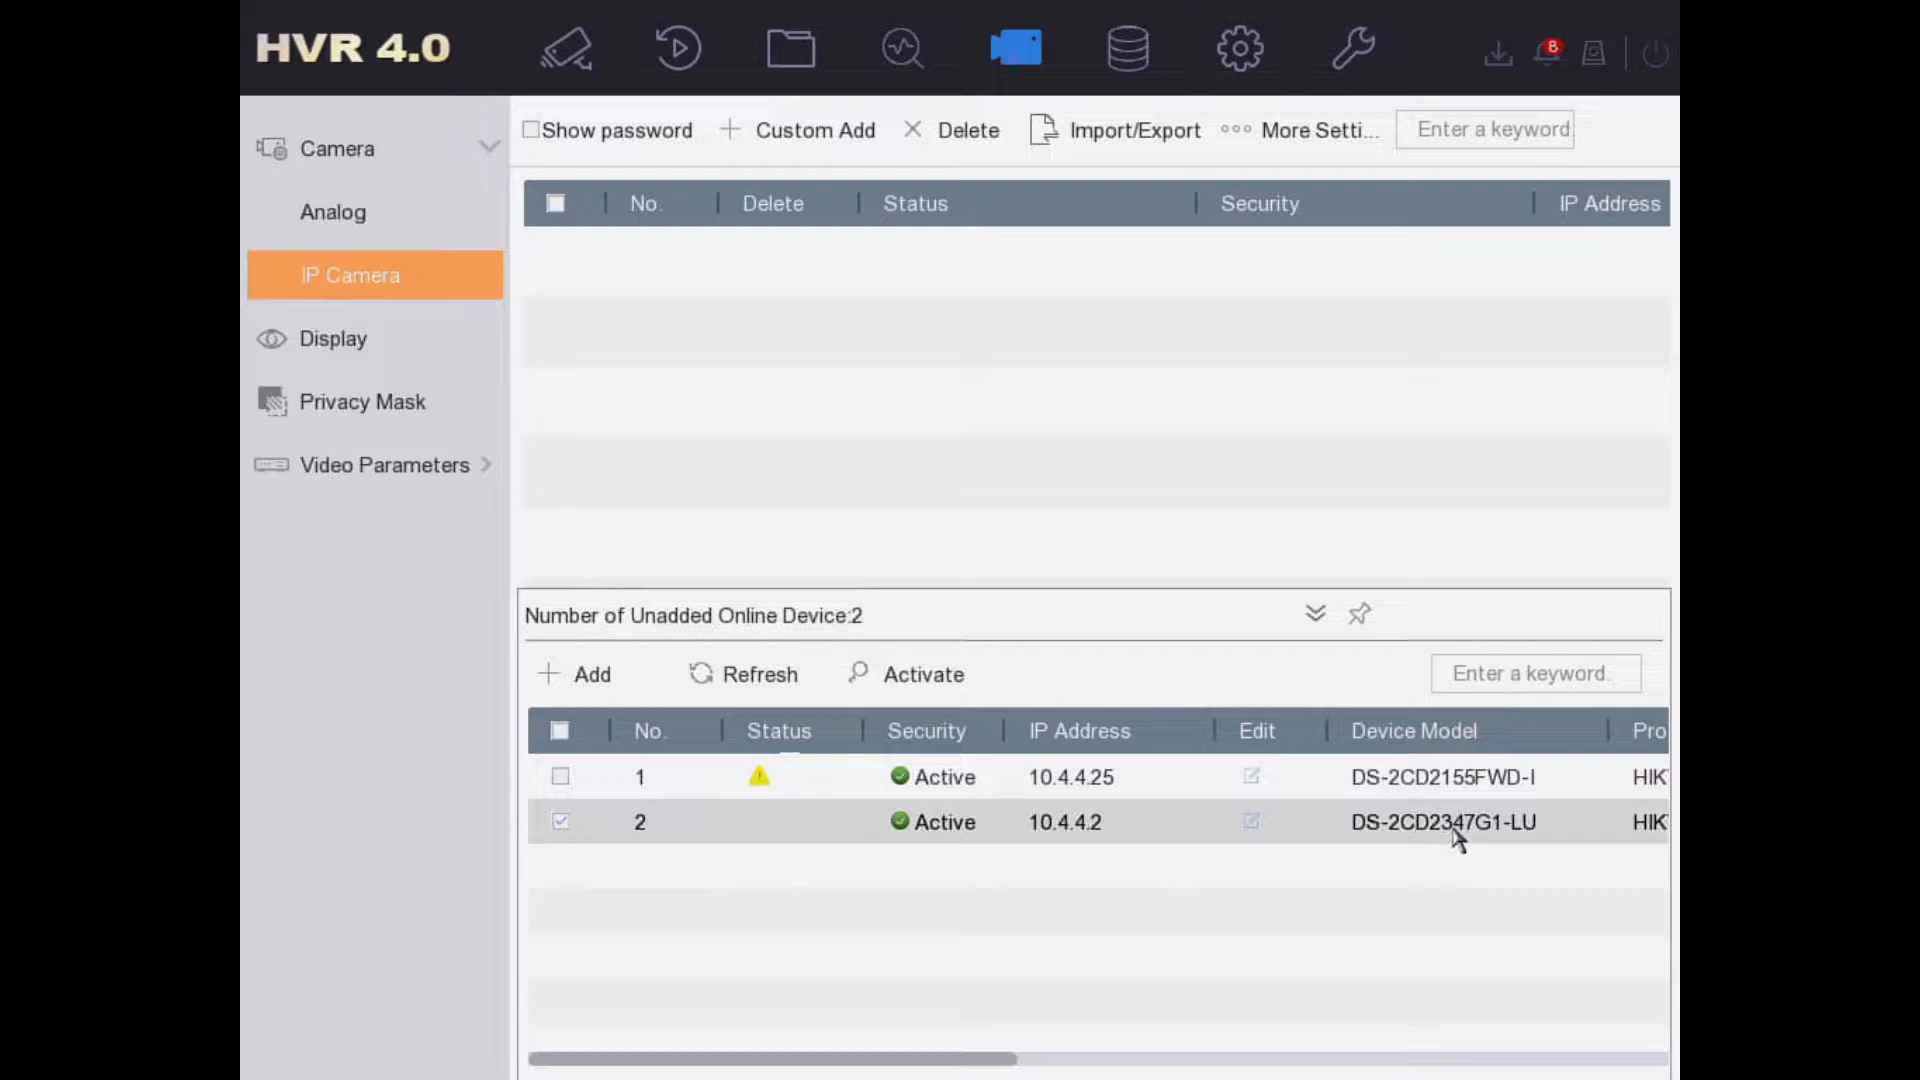 HVR 4.0
8
Camera
Analog
IP Camera
Display
Privacy Mask
Video Parameters
Show password Custom Add Delete Import/Export More Setti... Enter a keyword.
No. Delete Status Security IP Address
Number of Unadded Online Device:2
Add Refresh Activate Enter a keyword.
No. Status Security IP Address Edit Device Model Pro
1 Active 10.4.4.25 DS-2CD2155FWD-I HIK
2 Active 10.4.4.2 DS-2CD2347G1-LU HIK